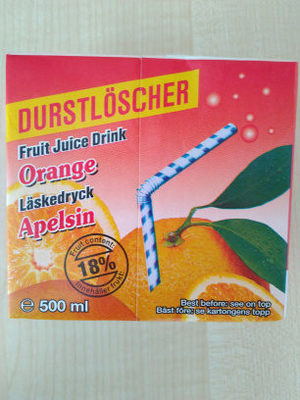 DURSTLÖSCHER
Fruit Juice Drink
Orange
Läskedryck
Apelsin
Fruit content:
18%
Innehåller frukt:
℮ 500 ml
Best before: see on top
Bäst före: se kartongens topp